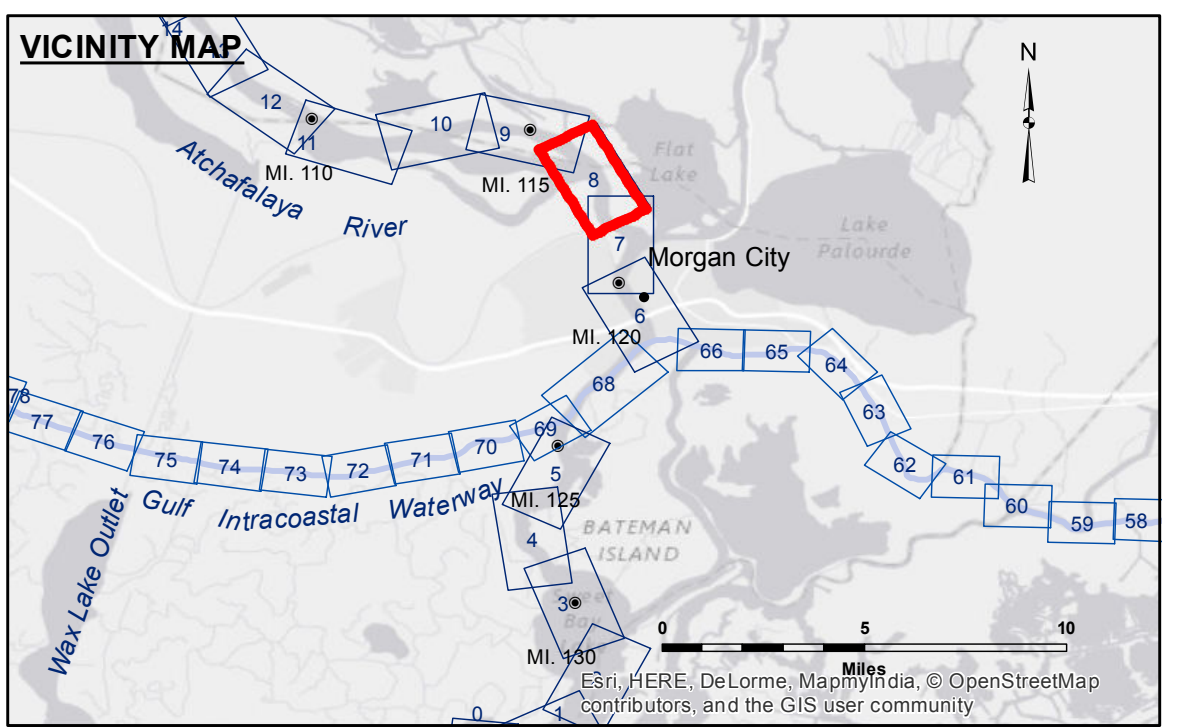 VICINITY MAP
N
14
12
11
10
9
8
7
6
MI. 110
MI. 115
Atchafalaya
River
Flat
Lake
Lake
Palourde
Morgan City
MI. 120
66
65
64
63
62
61
60
59
58
68
69
70
71
72
73
74
75
76
77
78
5
MI. 125
4
3
MI. 130
1
0
Wax Lake Outlet
Gulf
Intracoastal
Waterway
BATEMAN
ISLAND
0
5
10
Miles
Esri, HERE, DeLorme, MapmyIndia, © OpenStreetMap
contributors, and the GIS user community